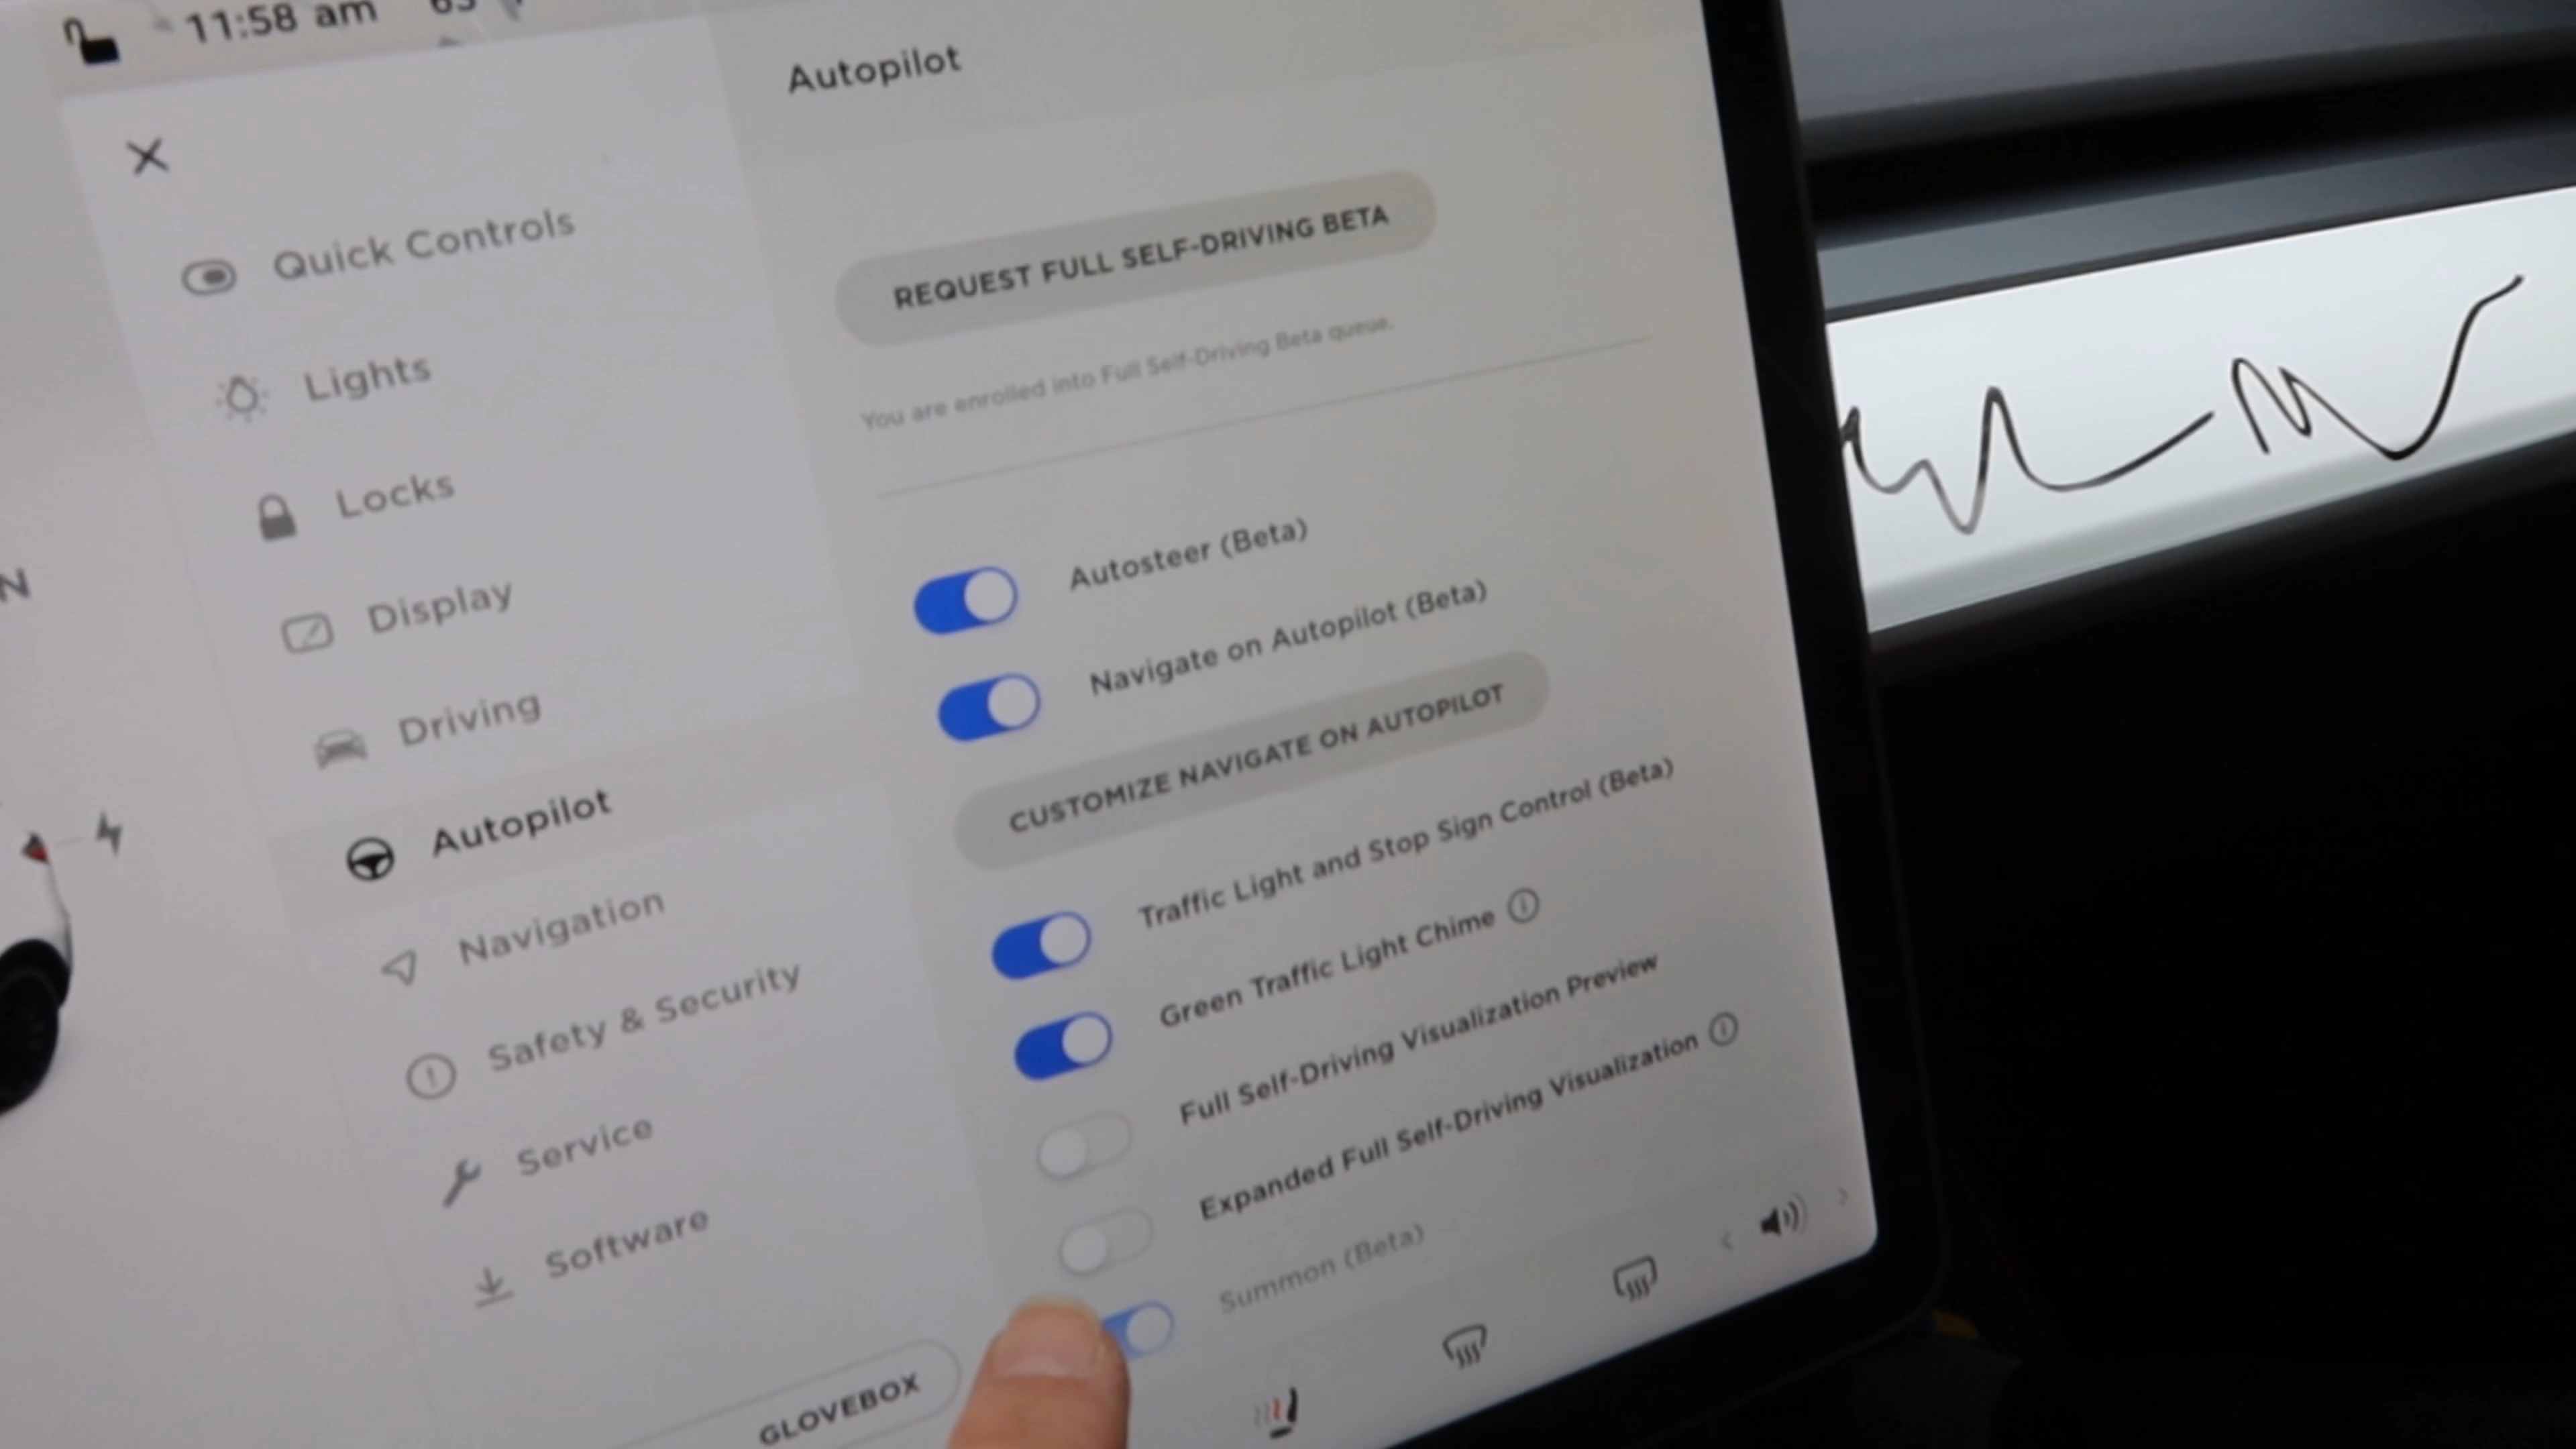 11:58 am
Autopilot
Quick Controls
Lights
Locks
Display
Driving
Autopilot
Navigation
Safety & Security
Service
Software
GLOVEBOX
REQUEST FULL SELF-DRIVING BETA
You are enrolled into Full Self-Driving Beta queue.
Autosteer (Beta)
Navigate on Autopilot (Beta)
CUSTOMIZE NAVIGATE ON AUTOPILOT
Traffic Light and Stop Sign Control (Beta)
Green Traffic Light Chime
Full Self-Driving Visualization Preview
Expanded Full Self-Driving Visualization
Summon (Beta)